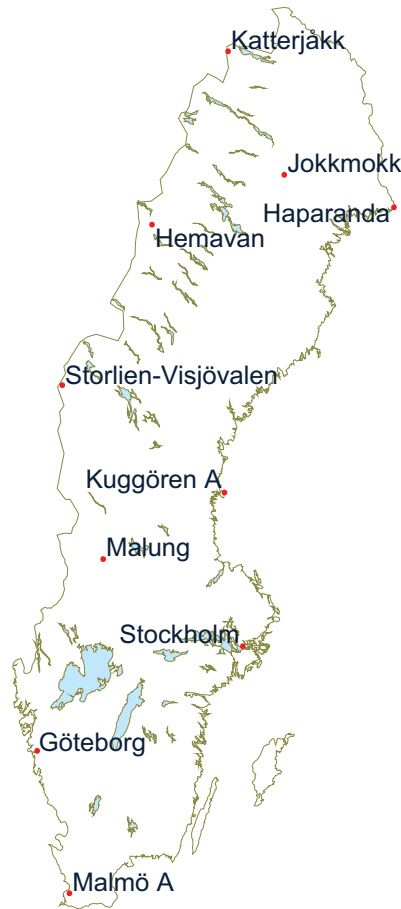 Katterjåkk
Jokkmokk
Haparanda
Hemavan
Storlien-Visjövalen
Kuggören A
Malung
Stockholm
Göteborg
Malmö A